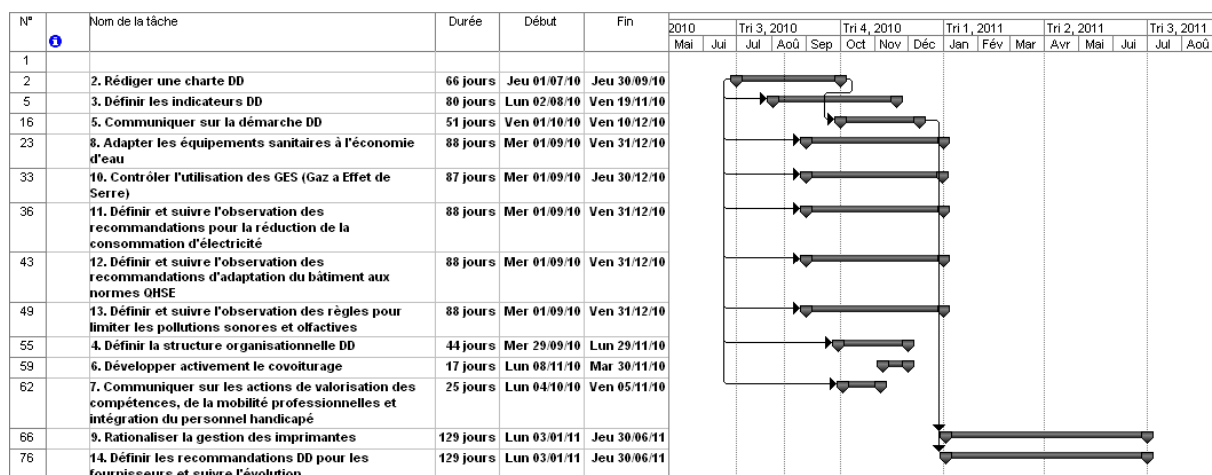 N° Nom de la tâche Durée Début Fin
2010 Tri 3, 2010 Tri 4, 2010 Tri 1, 2011 Tri 2, 2011 Tri 3, 2011
Mai Jui Jul Aoû Sep Oct Nov Déc Jan Fév Mar Avr Mai Jui Jul Aoû
1
2 2. Rédiger une charte DD 66 jours Jeu 01/07/10 Jeu 30/09/10
5 3. Définir les indicateurs DD 80 jours Lun 02/08/10 Ven 19/11/10
16 5. Communiquer sur la démarche DD 51 jours Ven 01/10/10 Ven 10/12/10
23 8. Adapter les équipements sanitaires à l'économie 88 jours Mer 01/09/10 Ven 31/12/10
d'eau
33 10. Contrôler l'utilisation des GES (Gaz a Effet de 87 jours Mer 01/09/10 Jeu 30/12/10
Serre)
36 11. Définir et suivre l'observation des 88 jours Mer 01/09/10 Ven 31/12/10
recommandations pour la réduction de la
consommation d'électricité
43 12. Définir et suivre l'observation des 88 jours Mer 01/09/10 Ven 31/12/10
recommandations d'adaptation du bâtiment aux
normes QHSE
49 13. Définir et suivre l'observation des règles pour 88 jours Mer 01/09/10 Ven 31/12/10
limiter les pollutions sonores et olfactives
55 4. Définir la structure organisationnelle DD 44 jours Mer 29/09/10 Lun 29/11/10
59 6. Développer activement le covoiturage 17 jours Lun 08/11/10 Mar 30/11/10
62 7. Communiquer sur les actions de valorisation des 25 jours Lun 04/10/10 Ven 05/11/10
compétences, de la mobilité professionnelles et
intégration du personnel handicapé
66 9. Rationaliser la gestion des imprimantes 129 jours Lun 03/01/11 Jeu 30/06/11
76 14. Définir les recommandations DD pour les 129 jours Lun 03/01/11 Jeu 30/06/11
fournisseurs et suivre l'évolution